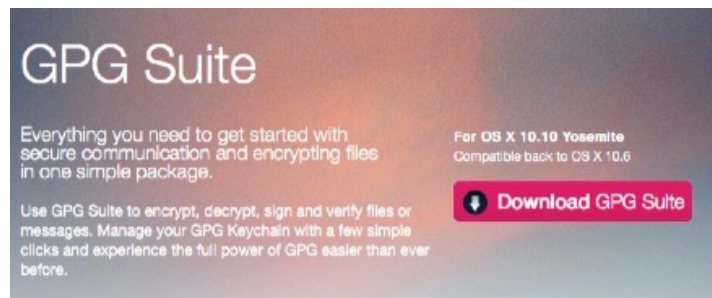 GPG Suite
Everything you need to get started with
secure communication and encrypting files
in one simple package.
Use GPG Suite to encrypt, decrypt, sign and verify files or
messages. Manage your GPG Keychain with a few simple
clicks and experience the full power of GPG easier than ever
before.
For OS X 10.10 Yosemite
Compatible back to OS X 10.6
Download GPG Suite